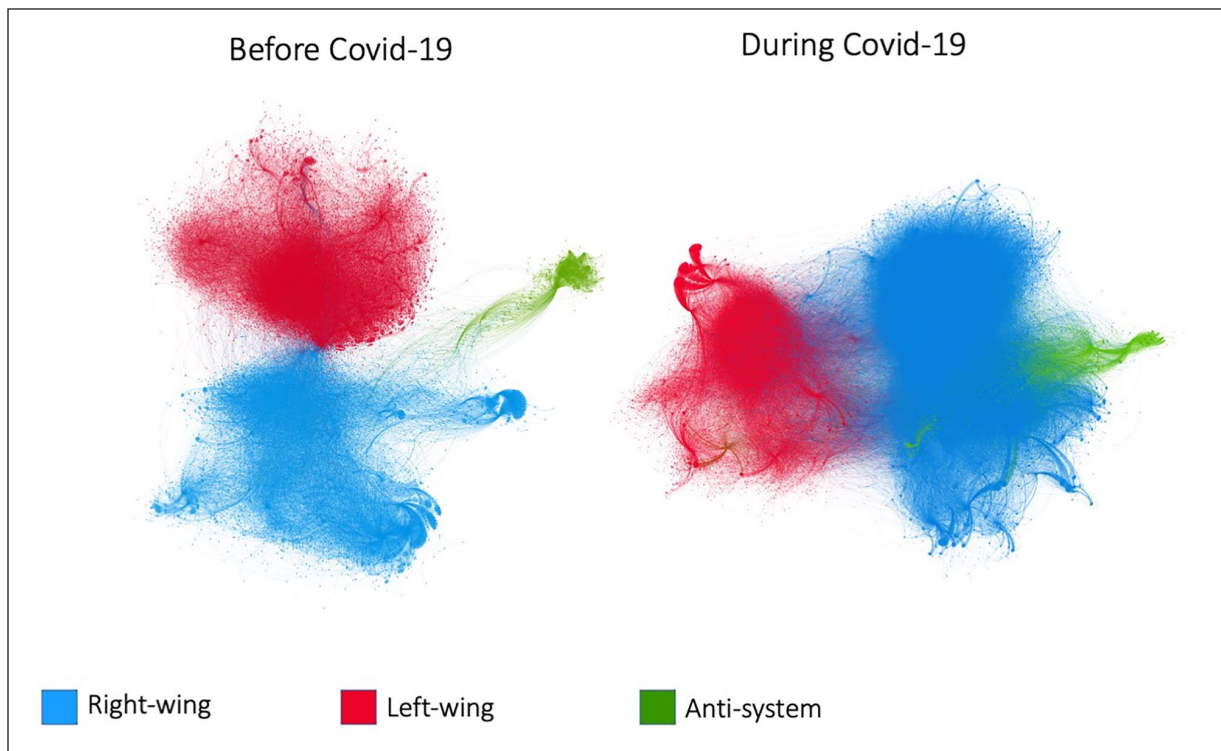 Before Covid-19
During Covid-19
Right-wing
Left-wing
Anti-system